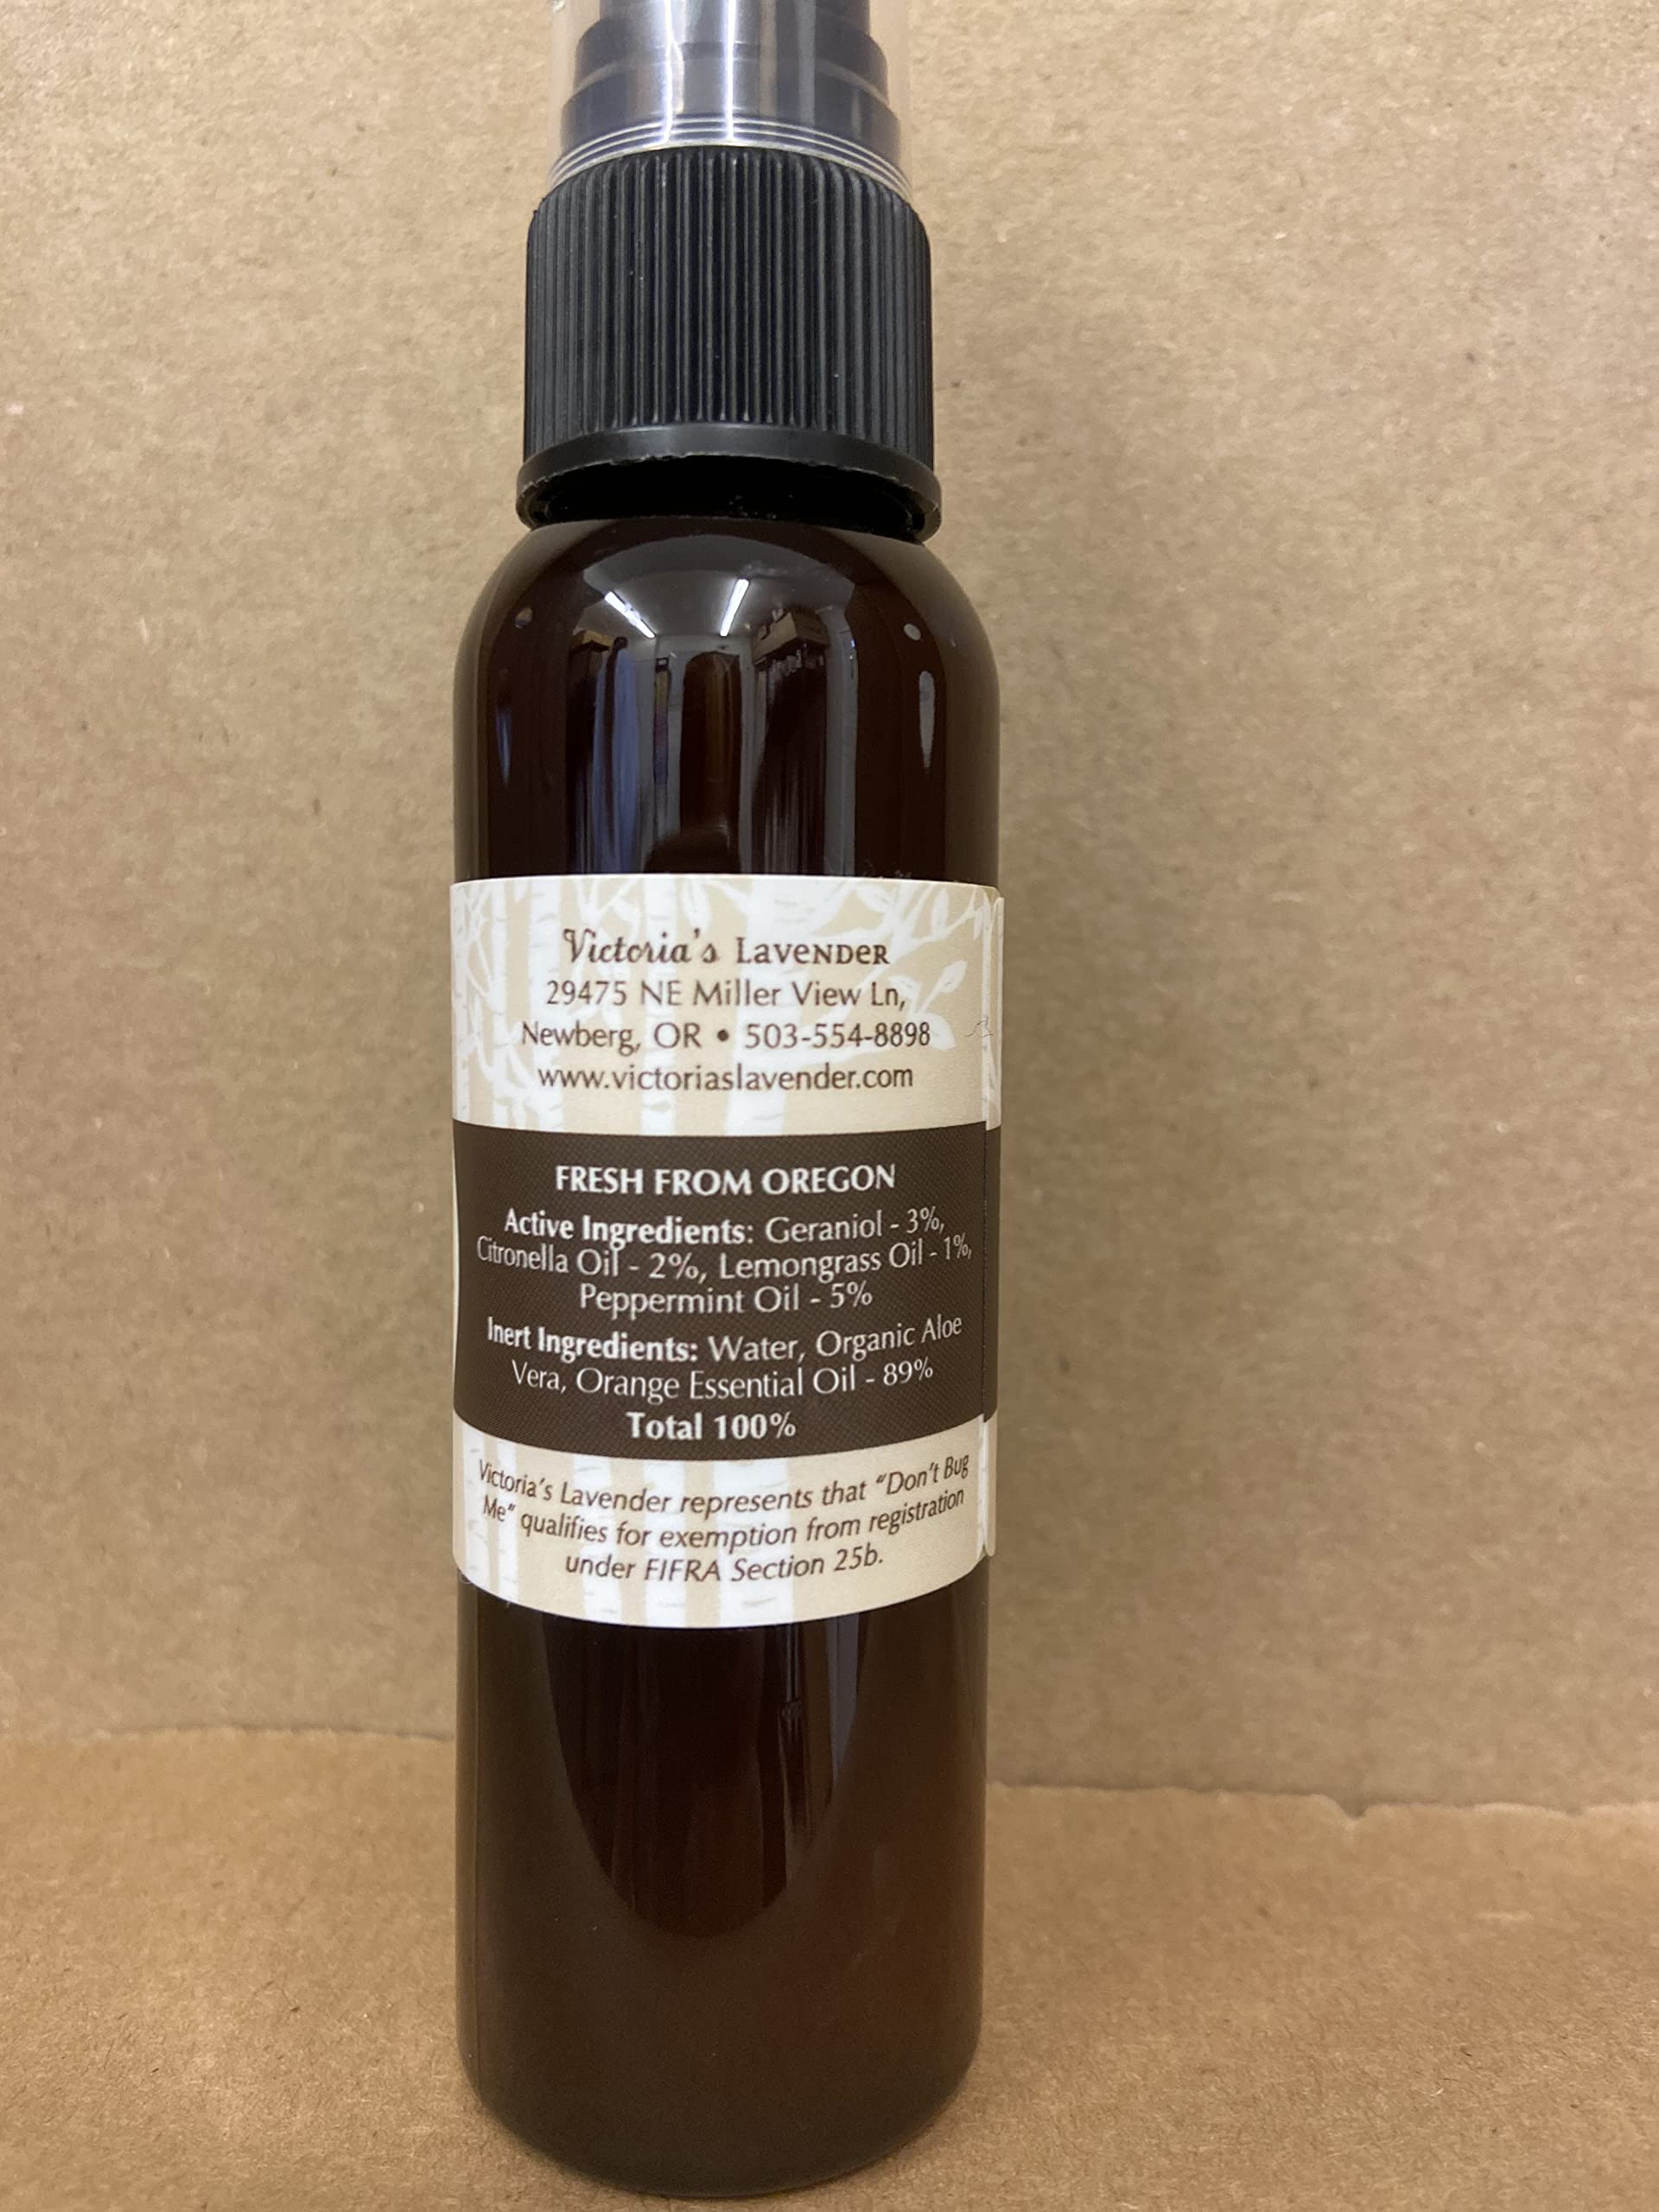 Victoria's Lavender
29475 NE Miller View Ln,
Newberg, OR • 503-554-8898
www.victoriaslavender.com
FRESH FROM OREGON
Active Ingredients: Geraniol - 3%,
Citronella Oil - 2%, Lemongrass Oil - 1%,
Peppermint Oil - 5%
Inert Ingredients: Water, Organic Aloe
Vera, Orange Essential Oil - 89%
Total 100%
Victoria's Lavender represents that "Don't Bug
Me" qualifies for exemption from registration
under FIFRA Section 25b.